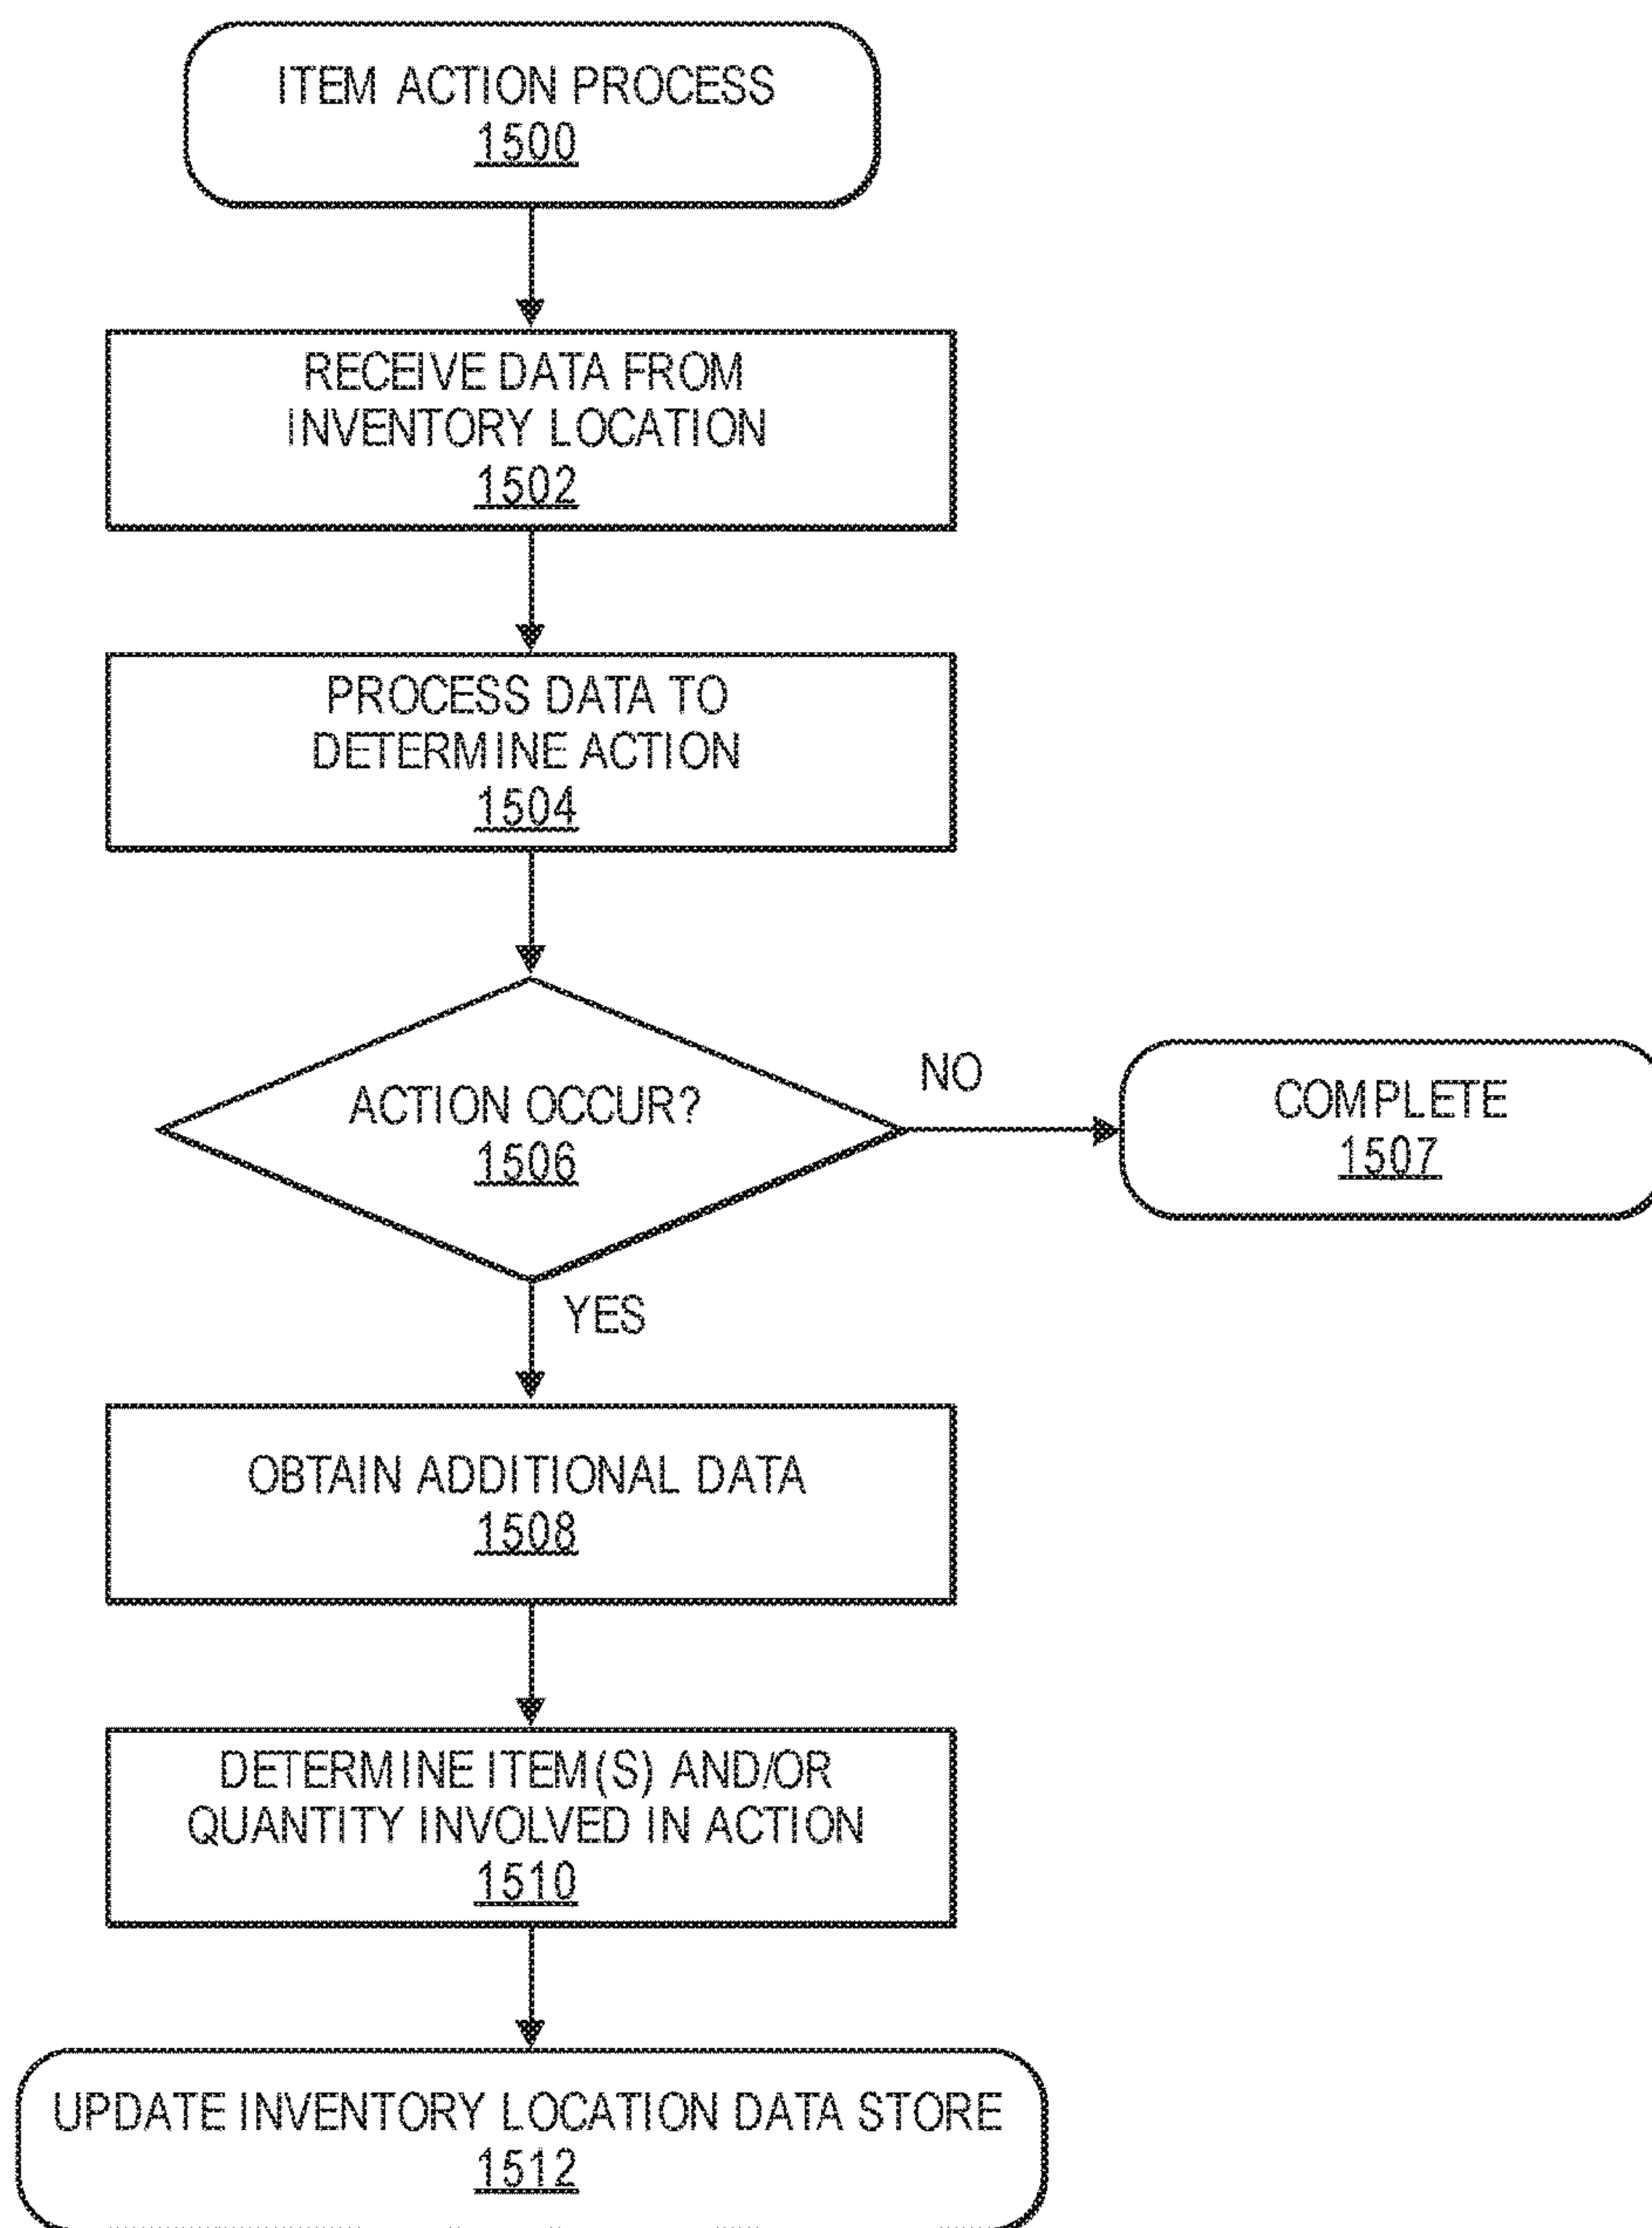 ITEM ACTION PROCESS
1500
RECEIVE DATA FROM
INVENTORY LOCATION
1502
PROCESS DATA TO
DETERMINE ACTION
1504
ACTION OCCUR?
1506
NO
COMPLETE
1507
YES
OBTAIN ADDITIONAL DATA
1508
DETERMINE ITEM(S) AND/OR
QUANTITY INVOLVED IN ACTION
1510
UPDATE INVENTORY LOCATION DATA STORE
1512